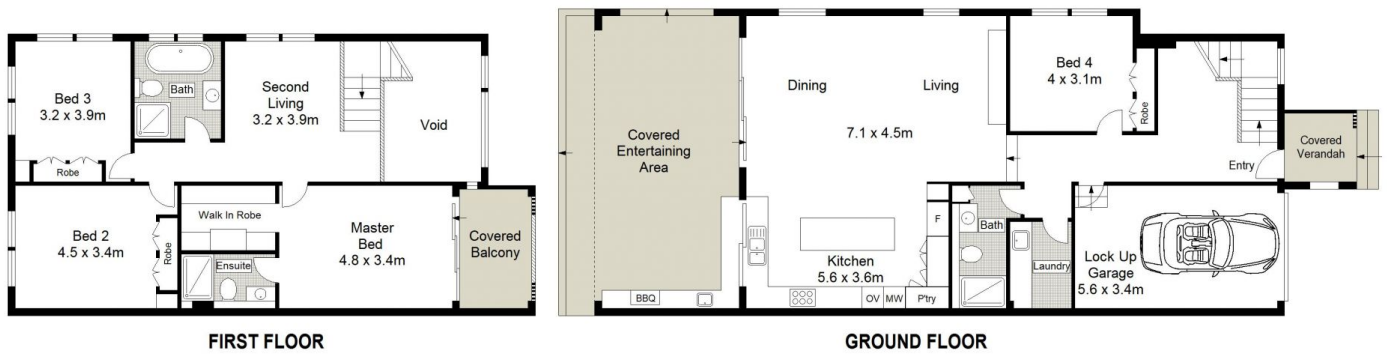 Bed 3
3.2 x 3.9m
Robe
Bath
Second
Living
3.2 x 3.9m
Void
Bed 2
4.5 x 3.4m
Robe
Walk In Robe
Ensuite
Master
Bed
4.8 x 3.4m
Covered
Balcony
FIRST FLOOR
Covered
Entertaining
Area
BBQ
Dining
Living
7.1 x 4.5m
Kitchen
5.6 x 3.6m
OV
MW
P'try
F
Bed 4
4 x 3.1m
Robe
Entry
Covered
Verandah
Bath
Laundry
Lock Up
Garage
5.6 x 3.4m
GROUND FLOOR